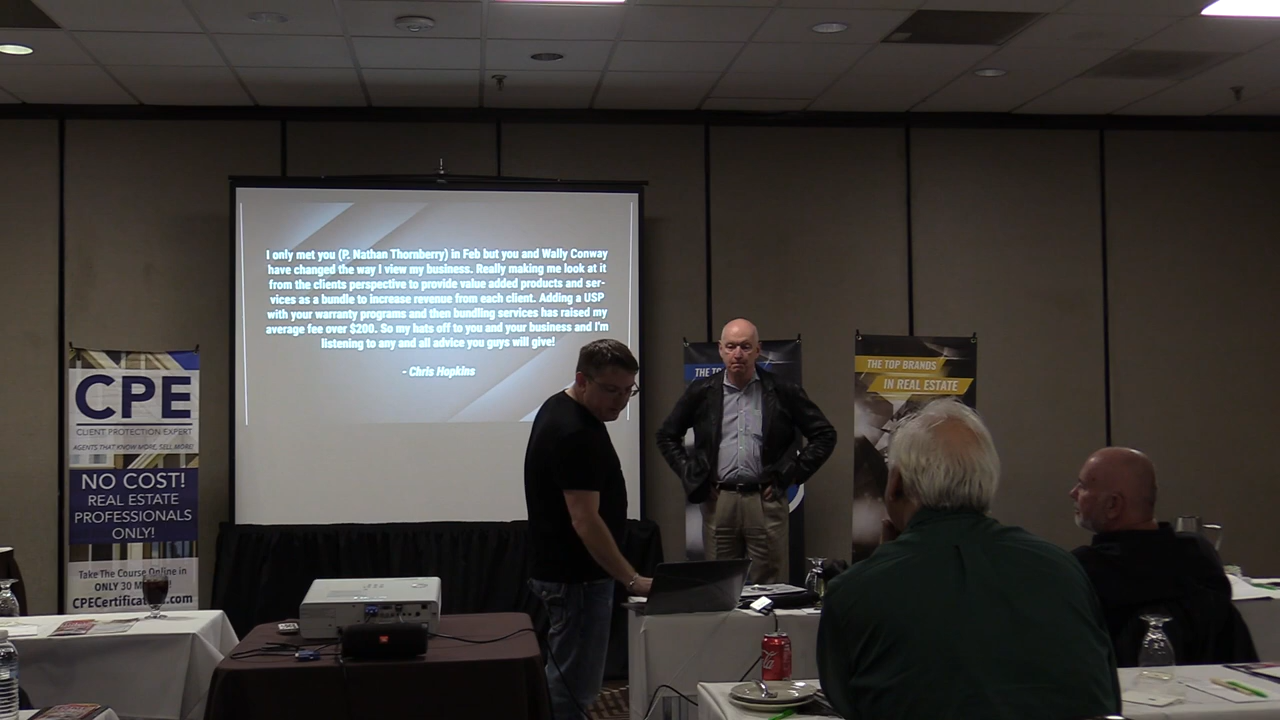 I only met you (P. Nathan Thornberry) in Feb but you and Wally Conway
have changed the way I view my business. Really making me look at it
from the clients perspective to provide value added products and ser-
vices as a bundle to increase revenue from each client. Adding a USP
with your warranty programs and then bundling services has raised my
average fee over $200. So my hats off to you and your business and I'm
listening to any and all advice you guys will give!
- Chris Hopkins
CPE
CLIENT PROTECTION EXPERT
AGENTS THAT KNOW MORE, SELL MORE!
NO COST!
REAL ESTATE
PROFESSIONALS
ONLY!
Take The Course Online in
ONLY 30
THE
THE TOP BRANDS
IN REAL ESTATE